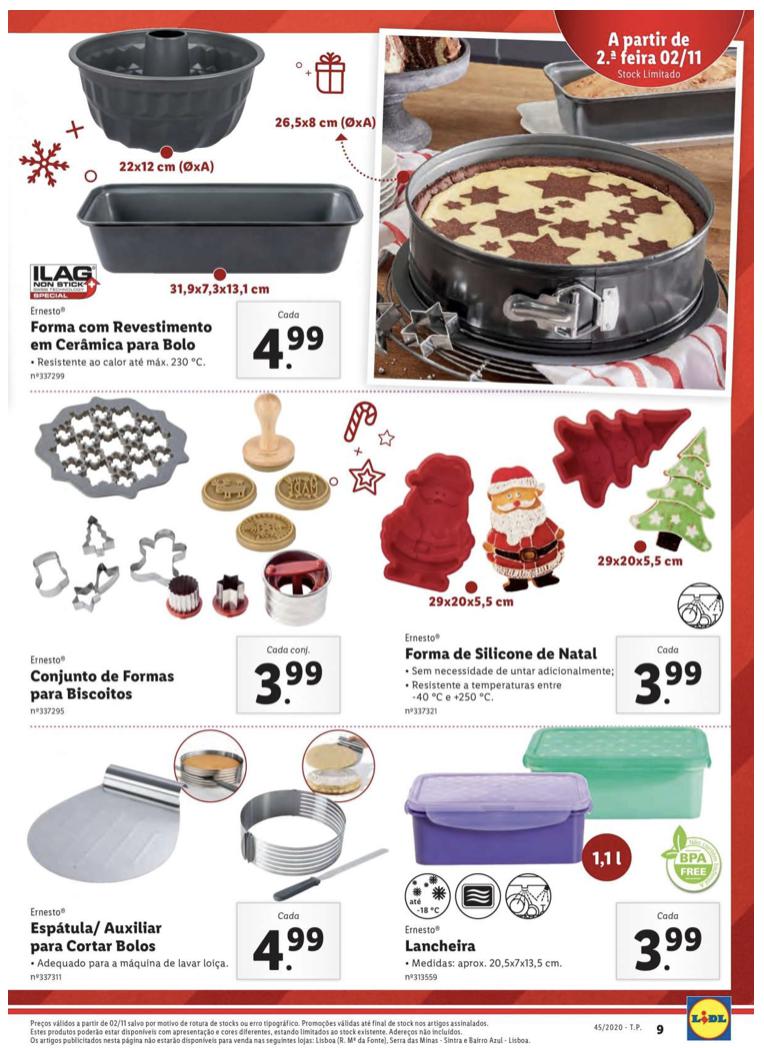 A partir de
2.ª feira 02/11
Stock Limitado
26,5x8 cm (ØxA)
22x12 cm (ØxA)
31,9x7,3x13,1 cm
ILAG
NON STICK
SWISS TECHNOLOGY
SPECIAL
Ernesto®
Forma com Revestimento
em Cerâmica para Bolo
• Resistente ao calor até máx. 230 °C.
nº337299
Cada
4.99
29x20x5,5 cm
29x20x5,5 cm
Ernesto®
Conjunto de Formas
para Biscoitos
nº337295
Cada conj.
3.99
Ernesto®
Forma de Silicone de Natal
• Sem necessidade de untar adicionalmente;
• Resistente a temperaturas entre
-40 °C e +250 °C.
nº337321
Cada
3.99
Ernesto®
Espátula/ Auxiliar
para Cortar Bolos
• Adequado para a máquina de lavar loiça.
nº337311
Cada
4.99
1,1 l
BPA
FREE
até
-18 °C
Ernesto®
Lancheira
• Medidas: aprox. 20,5x7x13,5 cm.
nº313559
Cada
3.99
Preços válidos a partir de 02/11 salvo por motivo de rotura de stocks ou erro tipográfico. Promoções válidas até final de stock nos artigos assinalados.
Estes produtos poderão estar disponíveis com apresentação e cores diferentes, estando limitados ao stock existente. Adereços não incluídos.
Os artigos publicitados nesta página não estarão disponíveis para venda nas seguintes lojas: Lisboa (R. Mª da Fonte), Serra das Minas - Sintra e Bairro Azul - Lisboa.
45/2020 - T.P. 9
LIDL